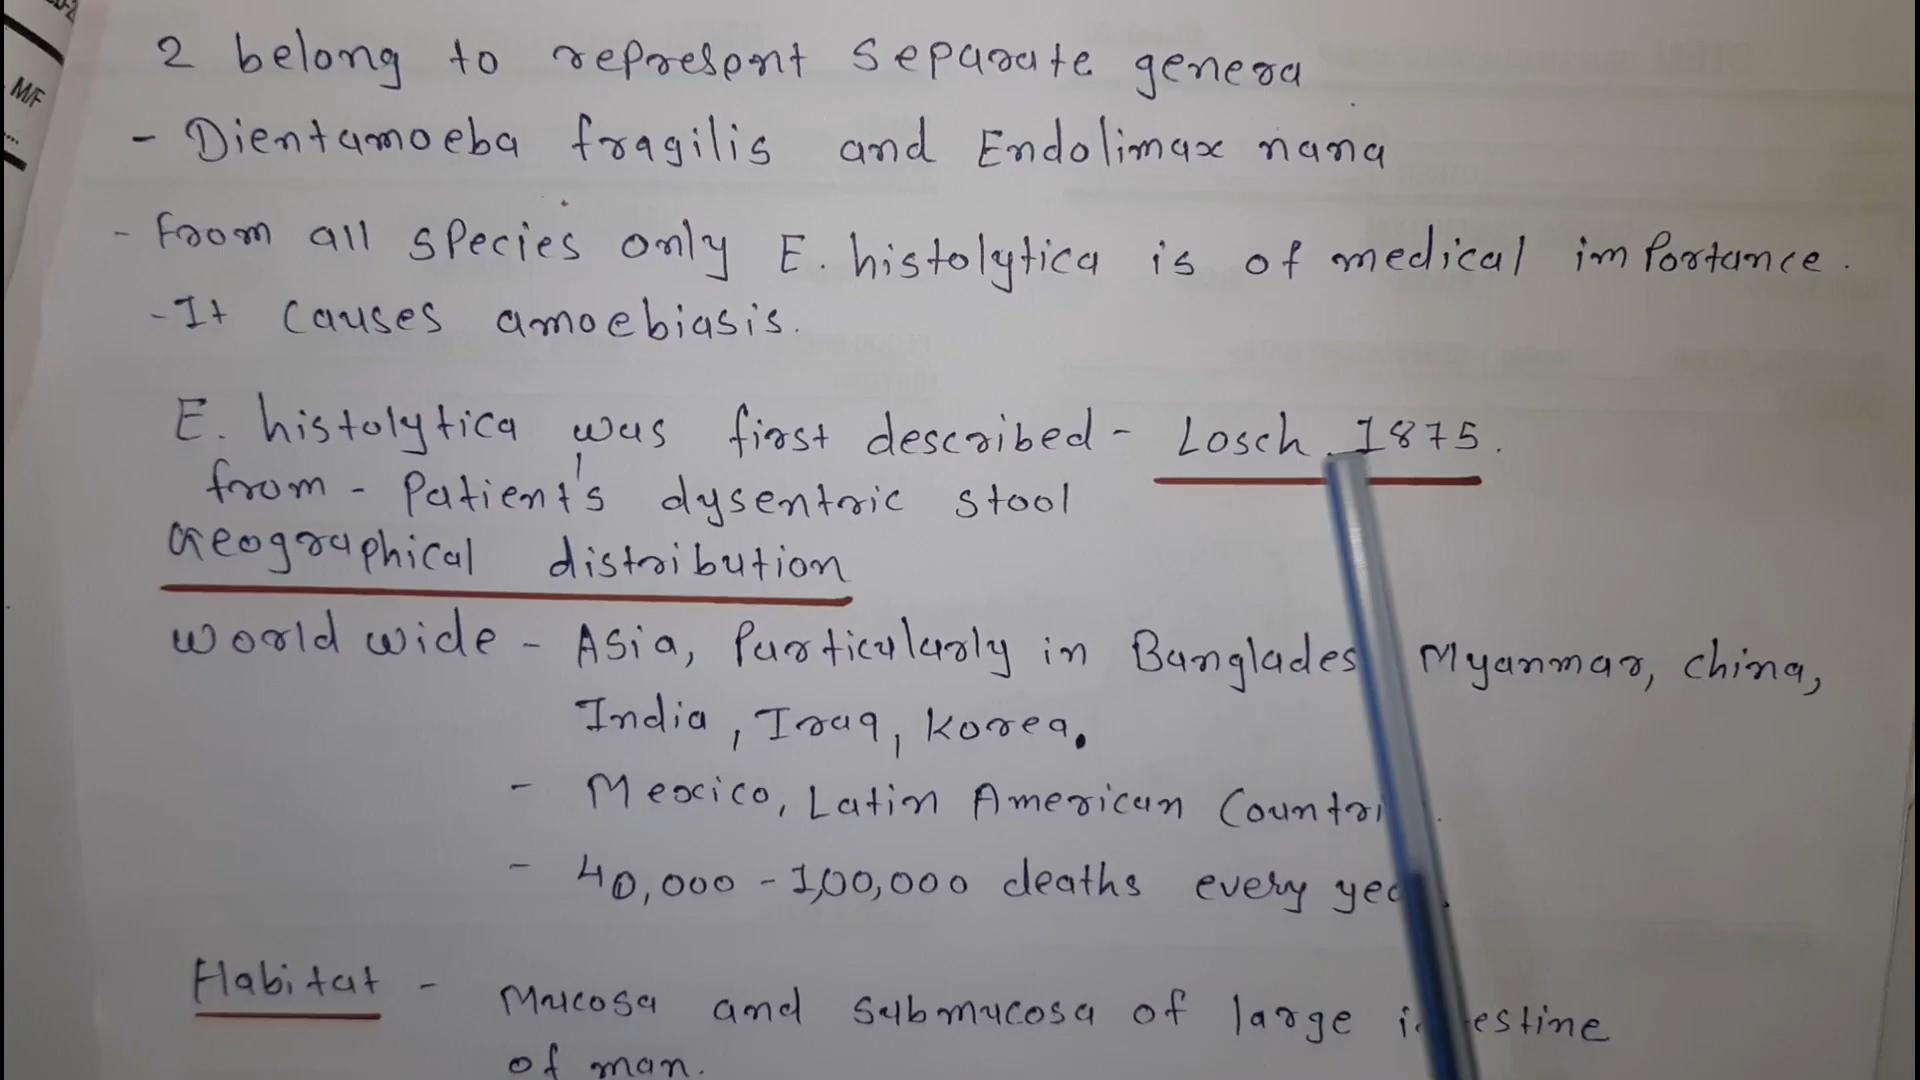 M/F
2 belong to represent separate genera
- Dientamoeba fragilis and Endolimax nana
- From all species only E. histolytica is of medical importance.
- It causes amoebiasis.
E. histolytica was first described - Losch 1875.
from - Patient's dysentric stool
Geographical distribution
world wide - Asia, Particularly in Banglades Myanmar, China,
India, Iraq, Korea.
- Mexico, Latin American Countri
- 40,000 - 1,00,000 deaths every yea
Habitat - Mucosa and submucosa of large i estine
of man.